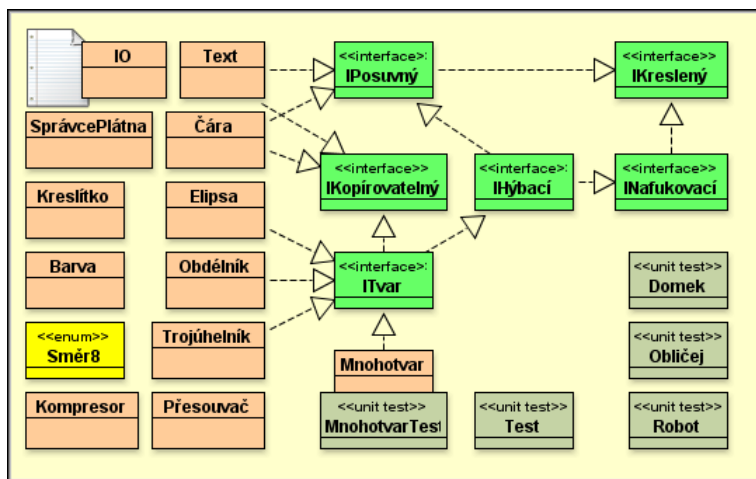 IO
Text
<<interface>:
IPosuvný
<<interface>>
IKreslený
SprávcePlátna
Čára
<<interface>>
IKopírovatelný
<<interface>:
IHýbací
<<interface>>
INafukovací
Kreslítko
Elipsa
Barva
Obdélník
<<interface>:
ITvar
<<unit test>>
Domek
<<enum>>
Směr8
Trojúhelník
Mnohotvar
<<unit test>>
Obličej
Kompresor
Přesouvač
<<unit test>>
MnohotvarTest
<<unit test>>
Test
<<unit test>>
Robot